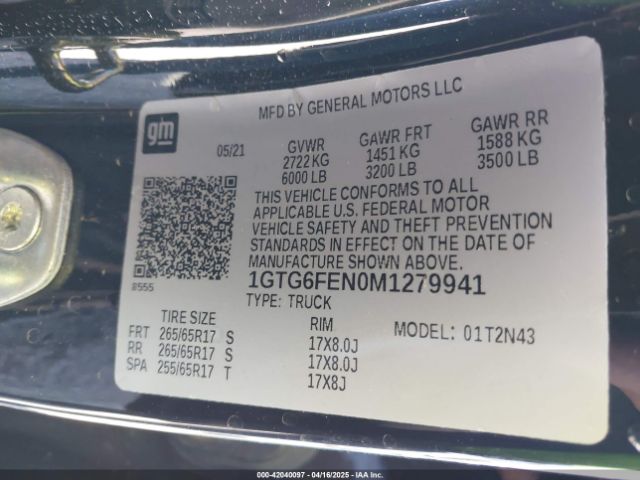 MFD BY GENERAL MOTORS LLC
gm
05/21 GVWR GAWR FRT GAWR RR
2722 KG 1451 KG 1588 KG
6000 LB 3200 LB 3500 LB
THIS VEHICLE CONFORMS TO ALL
APPLICABLE U.S. FEDERAL MOTOR
VEHICLE SAFETY AND THEFT PREVENTION
STANDARDS IN EFFECT ON THE DATE OF
MANUFACTURE SHOWN ABOVE.
8555 1GTG6FEN0M1279941
TYPE: TRUCK
TIRE SIZE RIM MODEL: 01T2N43
FRT 265/65R17 S 17X8.0J
RR 265/65R17 S 17X8.0J
SPA 255/65R17 T 17X8J
000-42040097 - 04/16/2025 - IAA Inc.